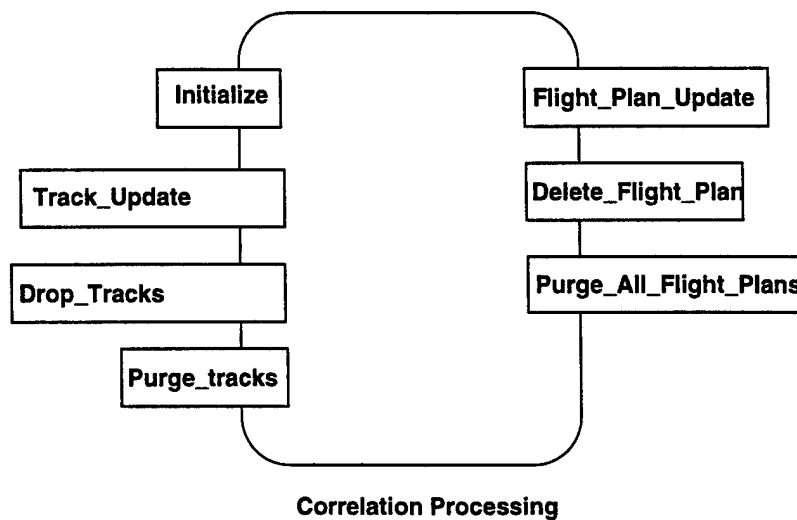 Initialize
Track_Update
Drop_Tracks
Purge_tracks
Flight_Plan_Update
Delete_Flight_Plan
Purge_All_Flight_Plans
Correlation Processing